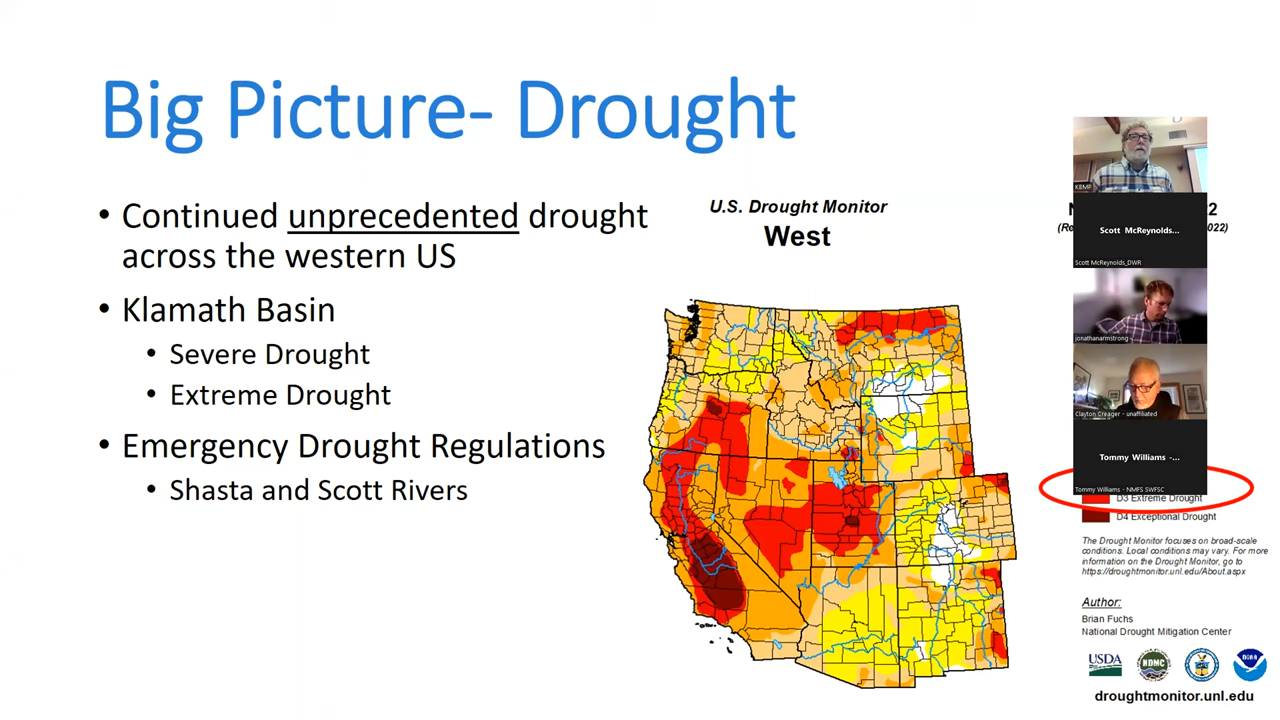 Big Picture- Drought
• Continued unprecedented drought
across the western US
• Klamath Basin
• Severe Drought
• Extreme Drought
• Emergency Drought Regulations
• Shasta and Scott Rivers
U.S. Drought Monitor
West
2
2022)
KBMP
Scott McReynolds...
Scott McReynolds_DWR
jonathanarmstrong
Clayton Creager - unaffiliated
Tommy Williams -...
Tommy Williams - NMFS SWFSC
D3 Extreme Drought
D4 Exceptional Drought
The Drought Monitor focuses on broad-scale
conditions. Local conditions may vary. For more
information on the Drought Monitor, go to
https://droughtmonitor.unl.edu/About.aspx
Author:
Brian Fuchs
National Drought Mitigation Center
USDA
NDMC
NOAA
droughtmonitor.unl.edu